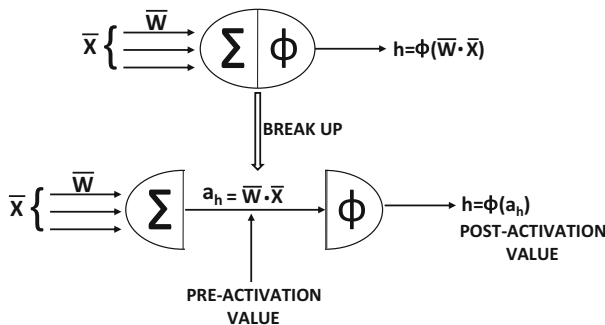 W̅
X̅ {
Σ Φ
h=Φ(W̅·X̅)
BREAK UP
W̅
X̅ {
Σ
a_h = W̅·X̅
Φ
h=Φ(a_h)
POST-ACTIVATION
VALUE
PRE-ACTIVATION
VALUE